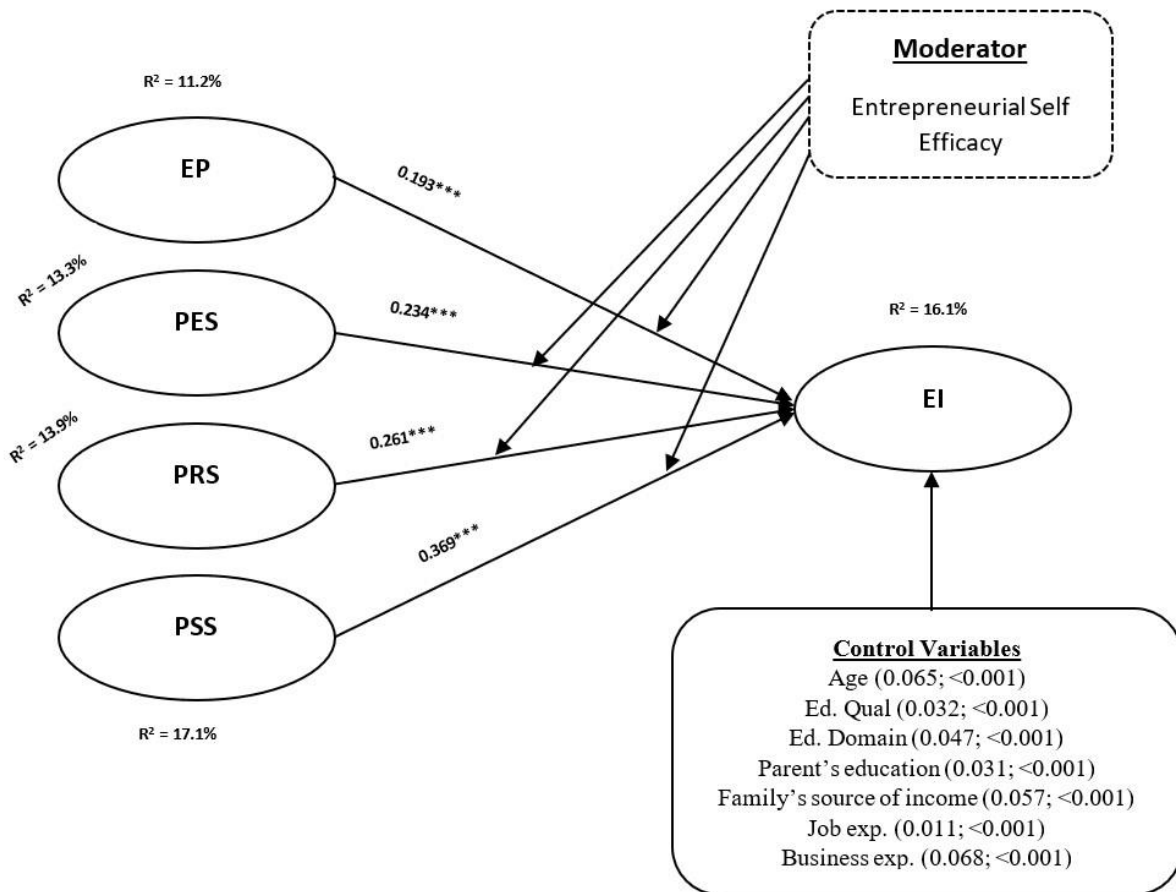 R² = 11.2%
EP
0.193***
R² = 13.3%
PES
0.234***
R² = 13.9%
PRS
0.261***
PSS
0.369***
R² = 17.1%
Moderator
Entrepreneurial Self
Efficacy
R² = 16.1%
EI
Control Variables
Age (0.065; <0.001)
Ed. Qual (0.032; <0.001)
Ed. Domain (0.047; <0.001)
Parent’s education (0.031; <0.001)
Family’s source of income (0.057; <0.001)
Job exp. (0.011; <0.001)
Business exp. (0.068; <0.001)